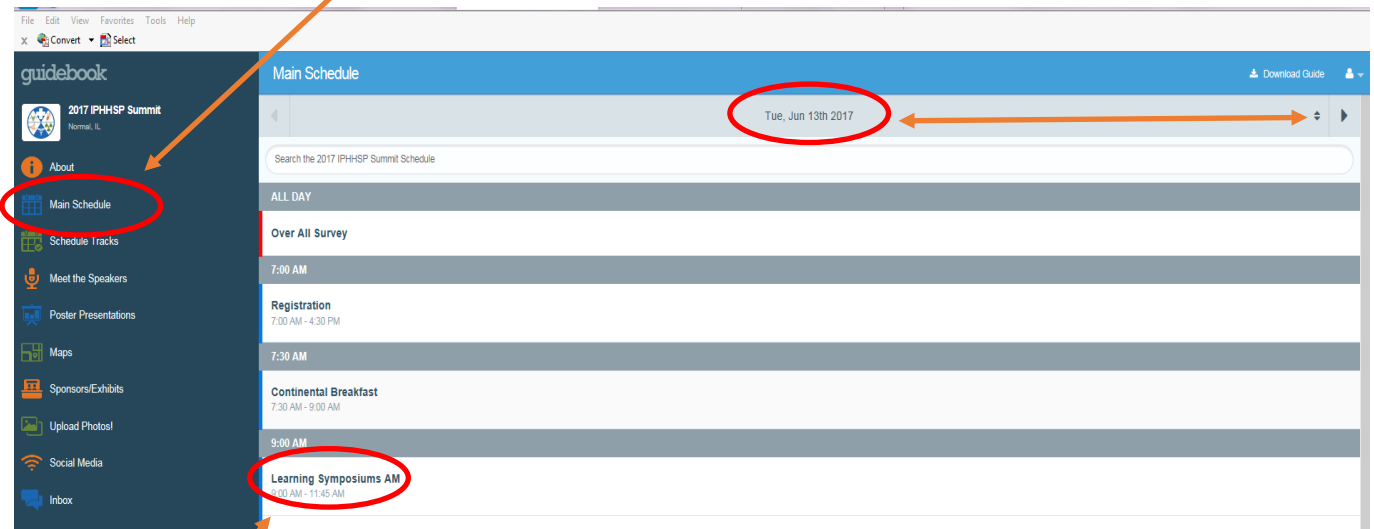 File Edit View Favorites Tools Help
x Convert Select
guidebook
Main Schedule
Download Guide
2017 IPHHSP Summit
Normal, IL
Tue, Jun 13th 2017
About
Search the 2017 IPHHSP Summit Schedule
Main Schedule
ALL DAY
Schedule Tracks
Over All Survey
Meet the Speakers
7:00 AM
Poster Presentations
Registration
7:00 AM - 4:30 PM
Maps
7:30 AM
Sponsors/Exhibits
Continental Breakfast
7:30 AM - 9:00 AM
Upload Photos!
9:00 AM
Social Media
Learning Symposiums AM
9:00 AM - 11:45 AM
Inbox